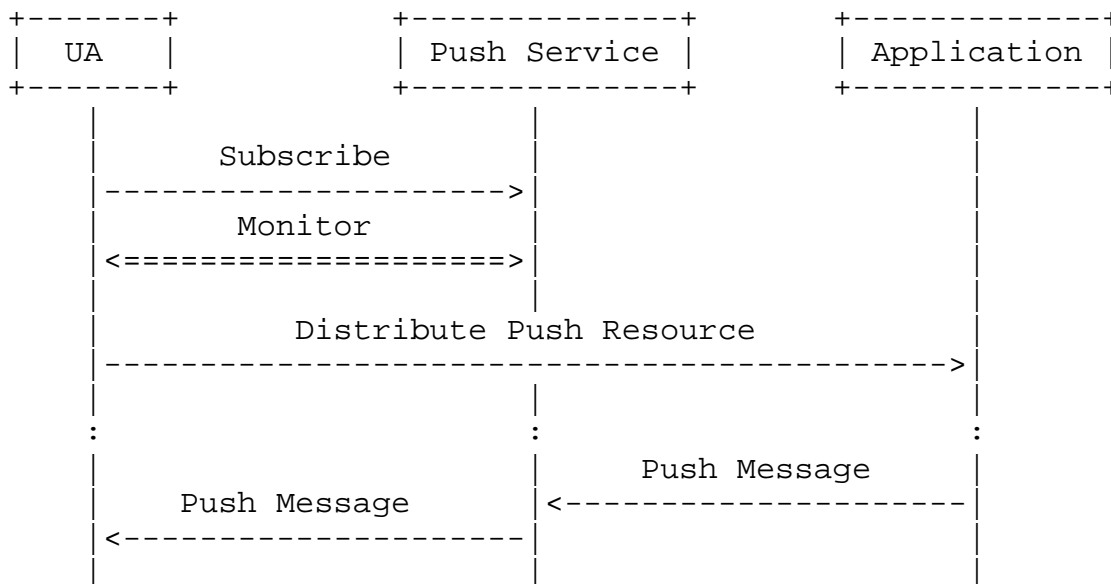 UA Push Service Application
Subscribe
Monitor
Distribute Push Resource
Push Message
Push Message